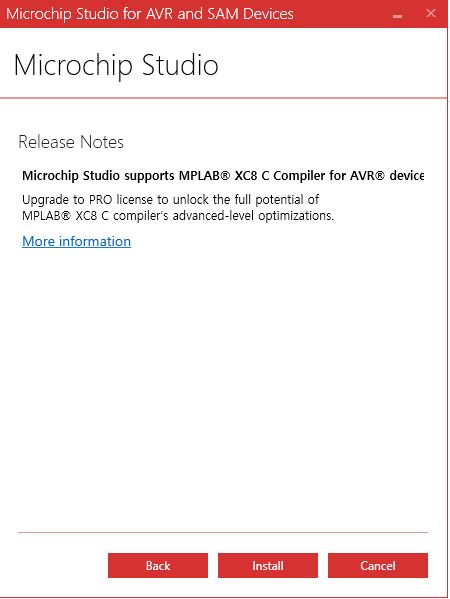 Microchip Studio for AVR and SAM Devices
Microchip Studio
Release Notes
Microchip Studio supports MPLAB® XC8 C Compiler for AVR® device
Upgrade to PRO license to unlock the full potential of
MPLAB® XC8 C compiler's advanced-level optimizations.
More information
Back Install Cancel